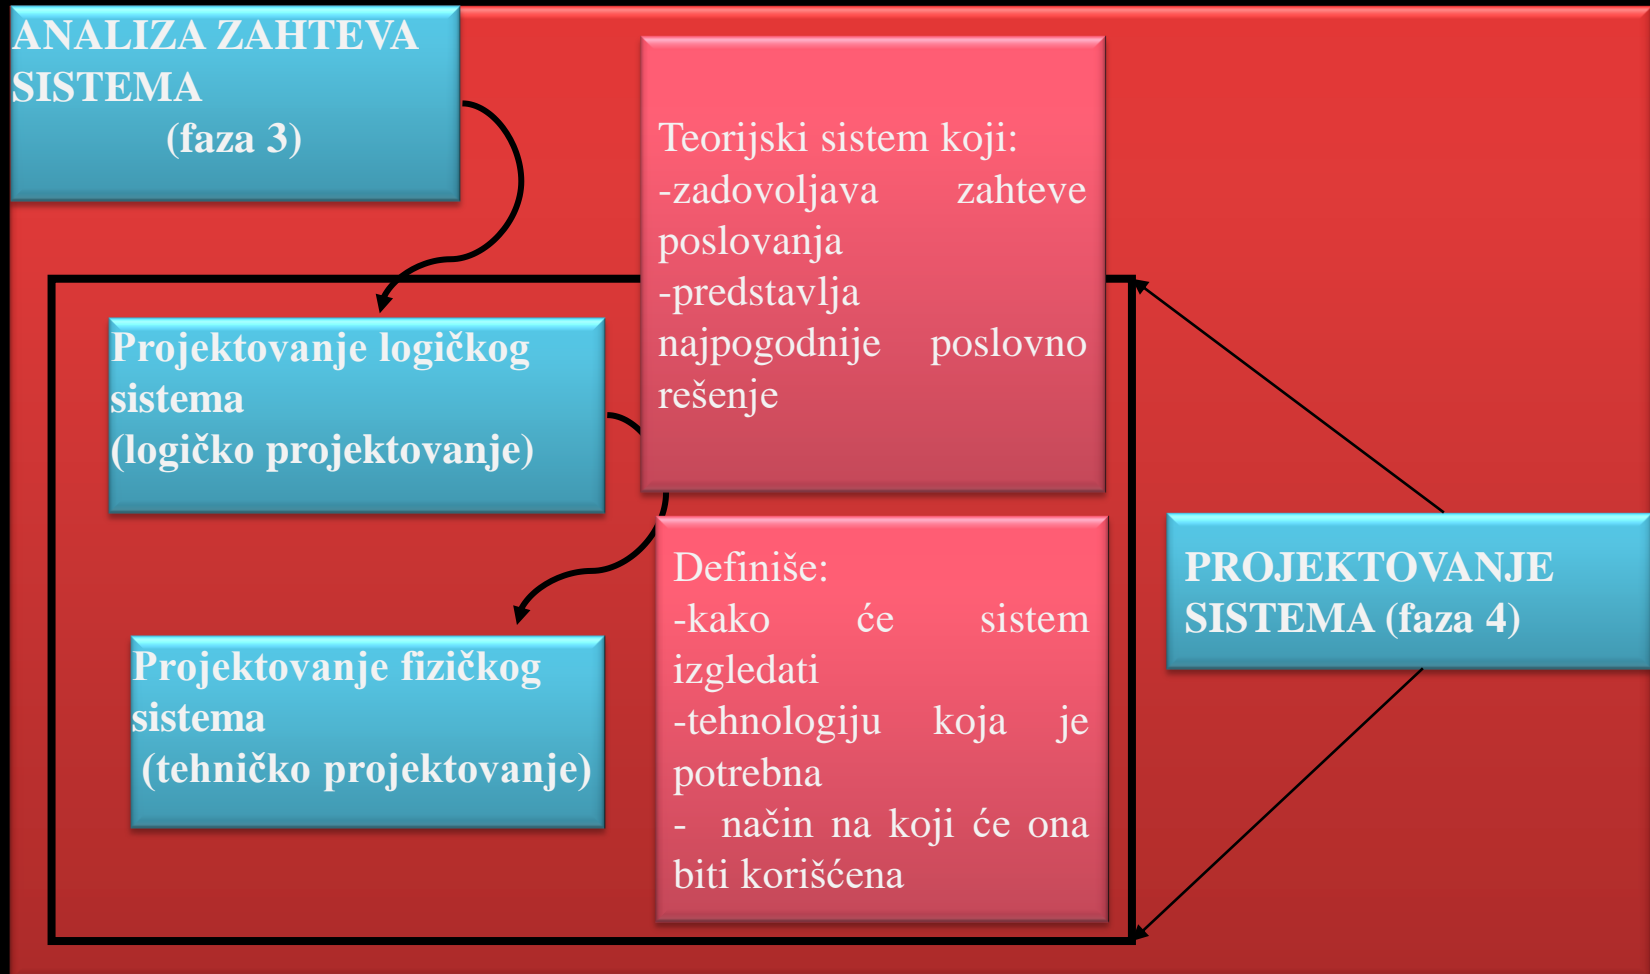 ANALIZA ZAHTEVA
SISTEMA
(faza 3)
Teorijski sistem koji:
-zadovoljava zahteve
poslovanja
-predstavlja
najpogodnije poslovno
rešenje
Projektovanje logičkog
sistema
(logičko projektovanje)
Definiše:
-kako će sistem
izgledati
-tehnologiju koja je
potrebna
- način na koji će ona
biti korišćena
PROJEKTOVANJE
SISTEMA (faza 4)
Projektovanje fizičkog
sistema
(tehničko projektovanje)